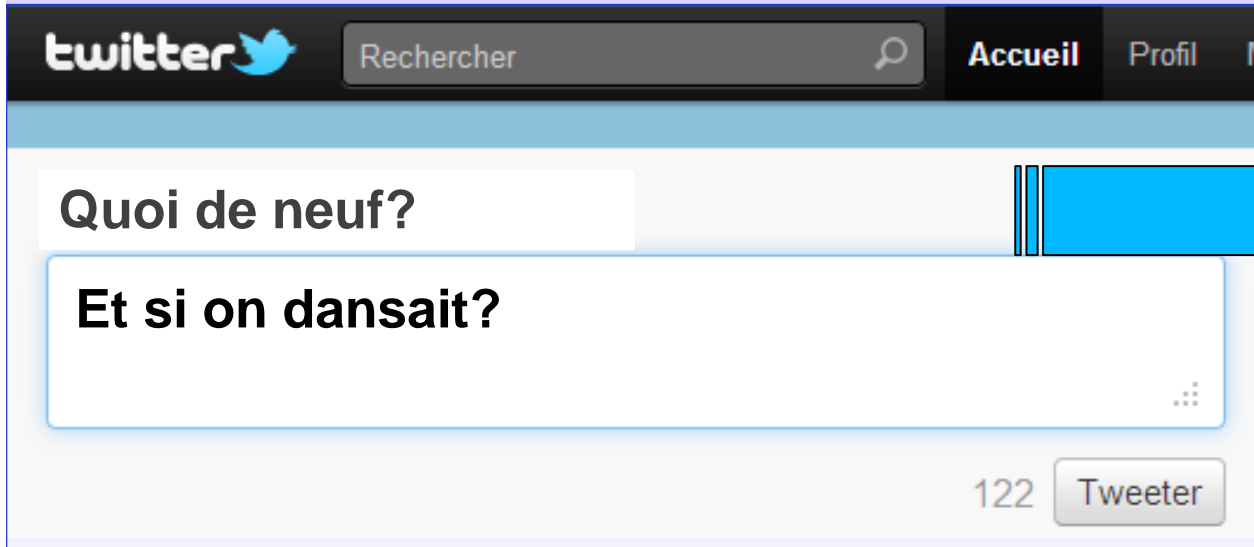 twitter Rechercher Accueil Profil
Quoi de neuf?
Et si on dansait?
122 Tweeter